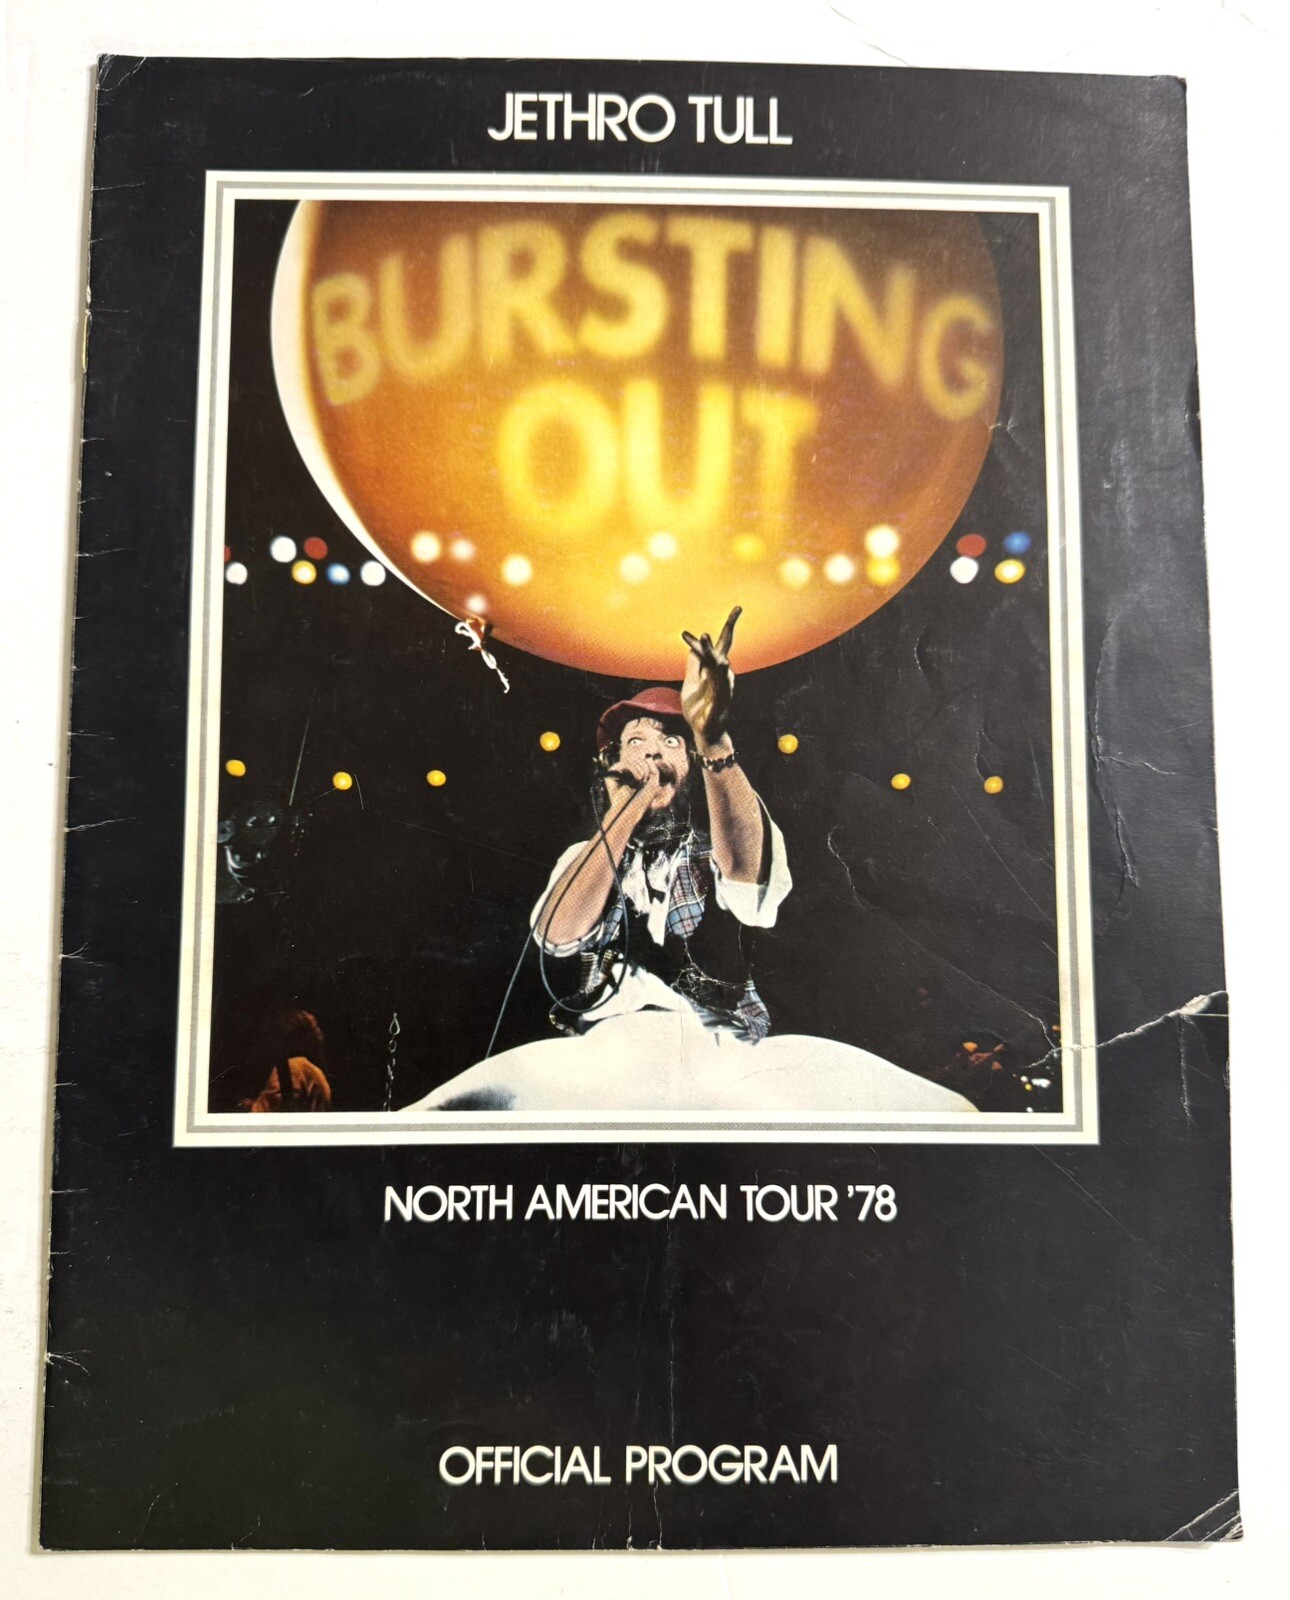 JETHRO TULL
BURSTING
OUT
NORTH AMERICAN TOUR '78
OFFICIAL PROGRAM